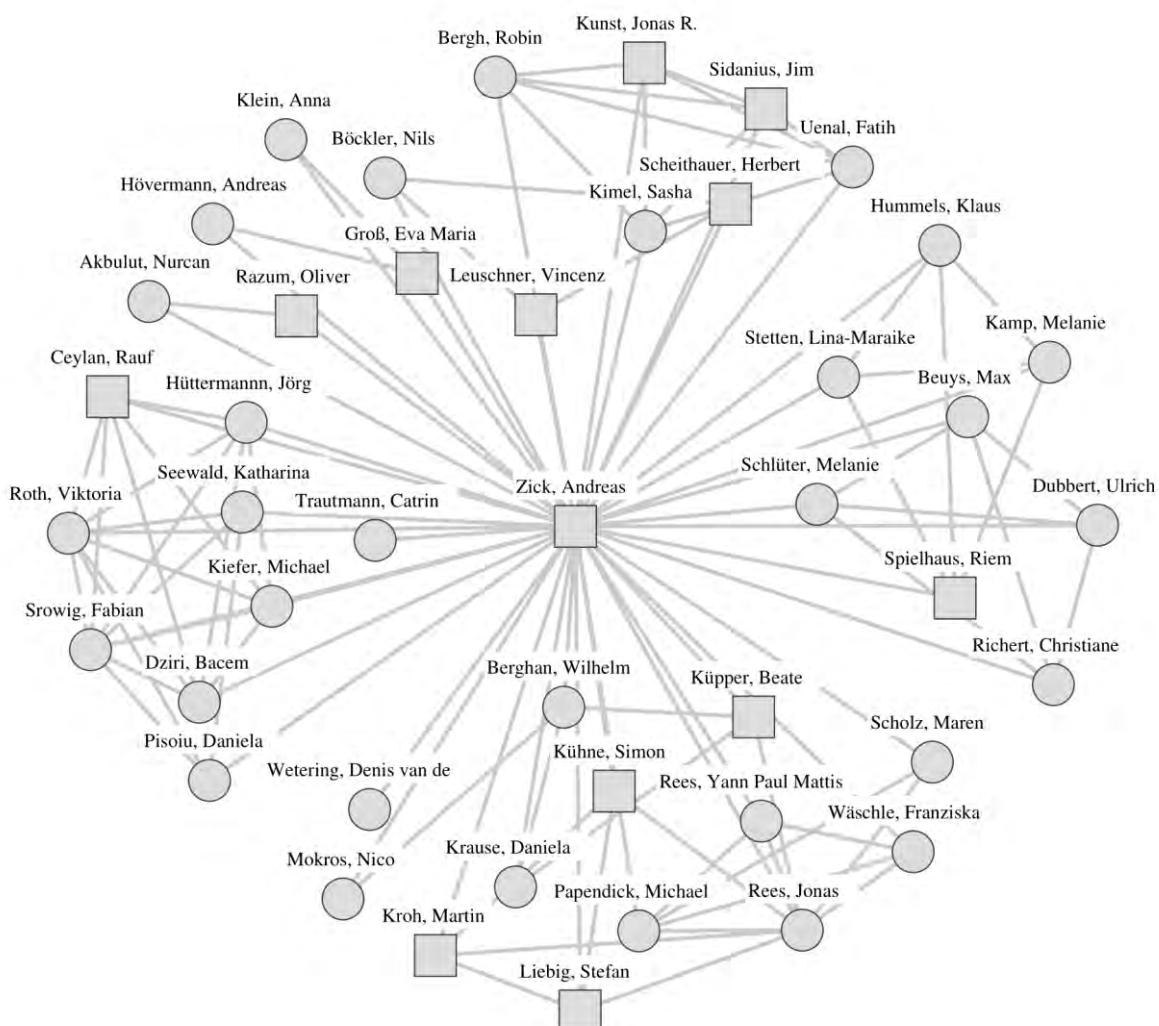 Kunst, Jonas R.
Bergh, Robin
Sidanius, Jim
Klein, Anna
Uenal, Fatih
Böckler, Nils
Scheithauer, Herbert
Hövermann, Andreas
Kimel, Sasha
Hummels, Klaus
Groß, Eva Maria
Akbulut, Nurcan
Razum, Oliver
Leuschner, Vincenz
Kamp, Melanie
Stetten, Lina-Maraike
Ceylan, Rauf
Hüttermannn, Jörg
Beuys, Max
Seewald, Katharina
Schlüter, Melanie
Zick, Andreas
Roth, Viktoria
Trautmann, Catrin
Dubbert, Ulrich
Kiefer, Michael
Spielhaus, Riem
Srowig, Fabian
Richert, Christiane
Dziri, Bacem
Berghan, Wilhelm
Küpper, Beate
Scholz, Maren
Pisoiu, Daniela
Kühne, Simon
Wetering, Denis van de
Rees, Yann Paul Mattis
Wäschle, Franziska
Krause, Daniela
Mokros, Nico
Papendick, Michael
Rees, Jonas
Kroh, Martin
Liebig, Stefan